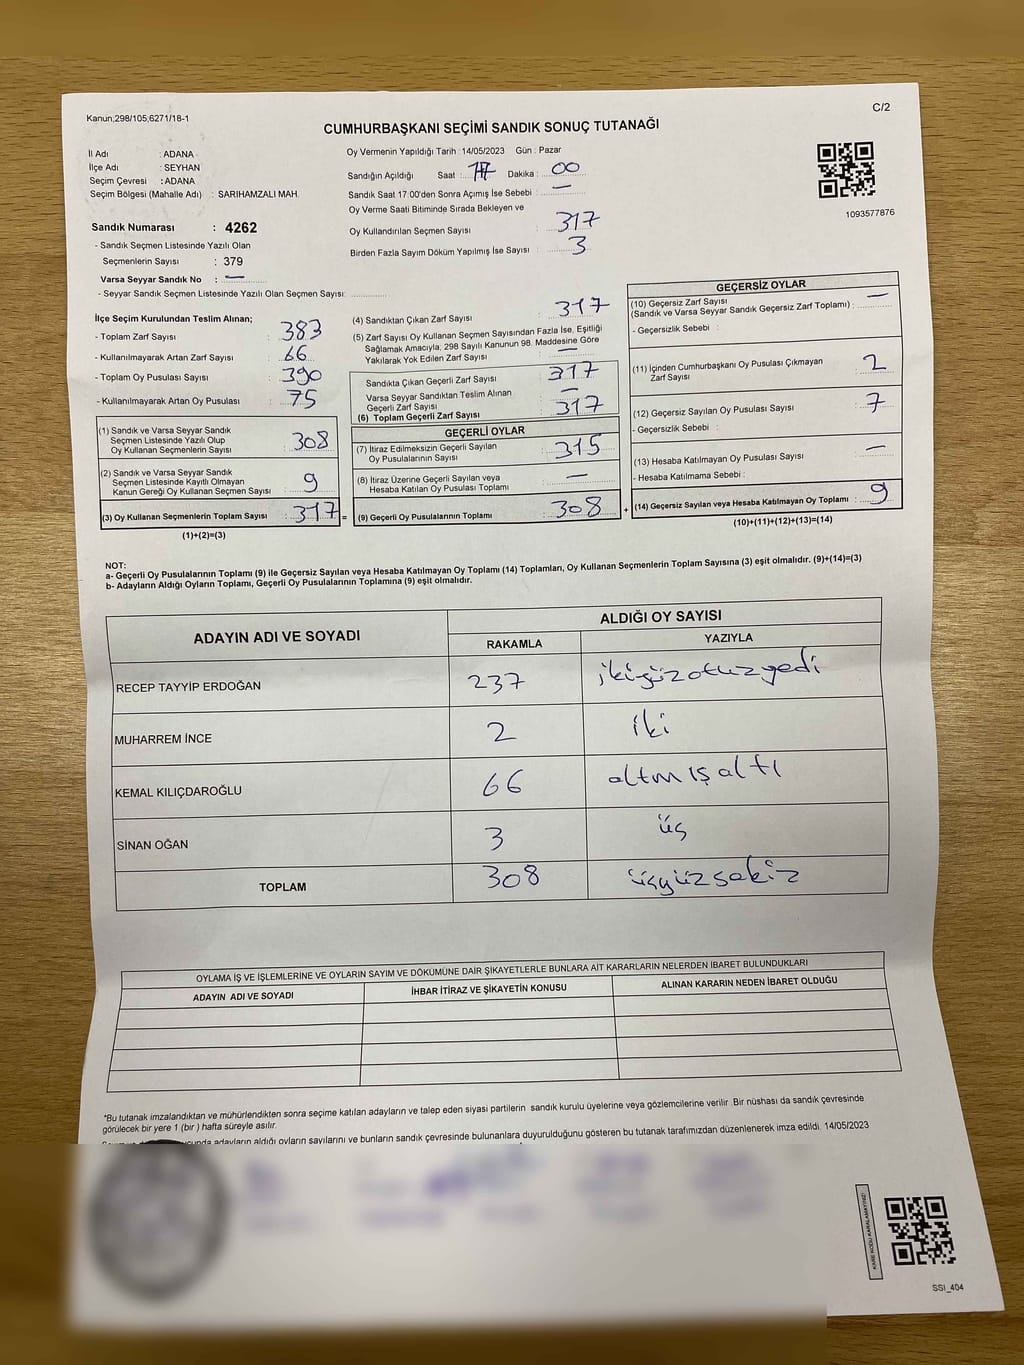 Kanun;298/105,6271/18-1
C/2
CUMHURBAŞKANI SEÇİMİ SANDIK SONUÇ TUTANAĞI
İl Adı : ADANA
İlçe Adı : SEYHAN
Seçim Çevresi : ADANA
Seçim Bölgesi (Mahalle Adı) : SARIHAMZALI MAH.
Oy Vermenin Yapıldığı Tarih :14/05/2023 Gün : Pazar
Sandığın Açıldığı Saat : 17 Dakika : 00
Sandık Saat 17.00'den Sonra Açımış İse Sebebi : —
Oy Verme Saati Bitiminde Sırada Bekleyen ve
Oy Kullandırılan Seçmen Sayısı : 317
Birden Fazla Sayım Döküm Yapılmış İse Sayısı : 3
1093577876
Sandık Numarası : 4262
- Sandık Seçmen Listesinde Yazılı Olan
Seçmenlerin Sayısı : 379
Varsa Seyyar Sandık No : —
- Seyyar Sandık Seçmen Listesinde Yazılı Olan Seçmen Sayısı:
İlçe Seçim Kurulundan Teslim Alınan;
- Toplam Zarf Sayısı : 383
- Kullanılmayarak Artan Zarf Sayısı : 66
- Toplam Oy Pusulası Sayısı : 390
- Kullanılmayarak Artan Oy Pusulası : 75
(1) Sandık ve Varsa Seyyar Sandık
Seçmen Listesinde Yazılı Olup
Oy Kullanan Seçmenlerin Sayısı : 308
(2) Sandık ve Varsa Seyyar Sandık
Seçmen Listesinde Kayıtlı Olmayan
Kanun Gereği Oy Kullanan Seçmen Sayısı : 9
(3) Oy Kullanan Seçmenlerin Toplam Sayısı : 317 =
(1)+(2)=(3)
(4) Sandıktan Çıkan Zarf Sayısı : 317
(5) Zarf Sayısı Oy Kullanan Seçmen Sayısından Fazla İse, Eşitliği
Sağlamak Amacıyla, 298 Sayılı Kanunun 98. Maddesine Göre
Yakılarak Yok Edilen Zarf Sayısı : —
Sandıkta Çıkan Geçerli Zarf Sayısı : 317
Varsa Seyyar Sandıktan Teslim Alınan
Geçerli Zarf Sayısı : —
(6) Toplam Geçerli Zarf Sayısı : 317
GEÇERLİ OYLAR
(7) İtiraz Edilmeksizin Geçerli Sayılan
Oy Pusulalarının Sayısı : 315
(8) İtiraz Üzerine Geçerli Sayılan veya
Hesaba Katılan Oy Pusulası Toplamı : —
(9) Geçerli Oy Pusulalarının Toplamı : 308 +
GEÇERSİZ OYLAR
(10) Geçersiz Zarf Sayısı
(Sandık ve Varsa Seyyar Sandık Geçersiz Zarf Toplamı) : —
- Geçersizlik Sebebi :
(11) İçinden Cumhurbaşkanı Oy Pusulası Çıkmayan
Zarf Sayısı : 2
(12) Geçersiz Sayılan Oy Pusulası Sayısı : 7
- Geçersizlik Sebebi :
(13) Hesaba Katılmayan Oy Pusulası Sayısı : —
- Hesaba Katılmama Sebebi :
(14) Geçersiz Sayılan veya Hesaba Katılmayan Oy Toplamı : 9
(10)+(11)+(12)+(13)=(14)
NOT:
a- Geçerli Oy Pusulalarının Toplamı (9) ile Geçersiz Sayılan veya Hesaba Katılmayan Oy Toplamı (14) Toplamları, Oy Kullanan Seçmenlerin Toplam Sayısına (3) eşit olmalıdır. (9)+(14)=(3)
b- Adayların Aldığı Oyların Toplamı, Geçerli Oy Pusulalarının Toplamına (9) eşit olmalıdır.
ADAYIN ADI VE SOYADI
ALDIĞI OY SAYISI
RAKAMLA YAZIYLA
RECEP TAYYİP ERDOĞAN 237 ikiyüzotuzyedi
MUHARREM İNCE 2 iki
KEMAL KILIÇDAROĞLU 66 altmışaltı
SİNAN OĞAN 3 üç
TOPLAM 308 üçyüzsekiz
OYLAMA İŞ VE İŞLEMLERİNE VE OYLARIN SAYIM VE DÖKÜMÜNE DAİR ŞİKAYETLERLE BUNLARA AİT KARARLARIN NELERDEN İBARET BULUNDUKLARI
ADAYIN ADI VE SOYADI İHBAR İTİRAZ VE ŞİKAYETİN KONUSU ALINAN KARARIN NEDEN İBARET OLDUĞU
*Bu tutanak imzalandıktan ve mühürlendikten sonra seçime katılan adayların ve talep eden siyasi partilerin sandık kurulu üyelerine veya gözlemcilerine verilir .Bir nüshası da sandık çevresinde
görülecek bir yere 1 (bir ) hafta süreyle asılır.
adayların aldığı oyların sayılarını ve bunların sandık çevresinde bulunanlara duyurulduğunu gösteren bu tutanak tarafımızdan düzenlenerek imza edildi. 14/05/2023
KARE KODU KARALAMAYINIZ!
SSI_404